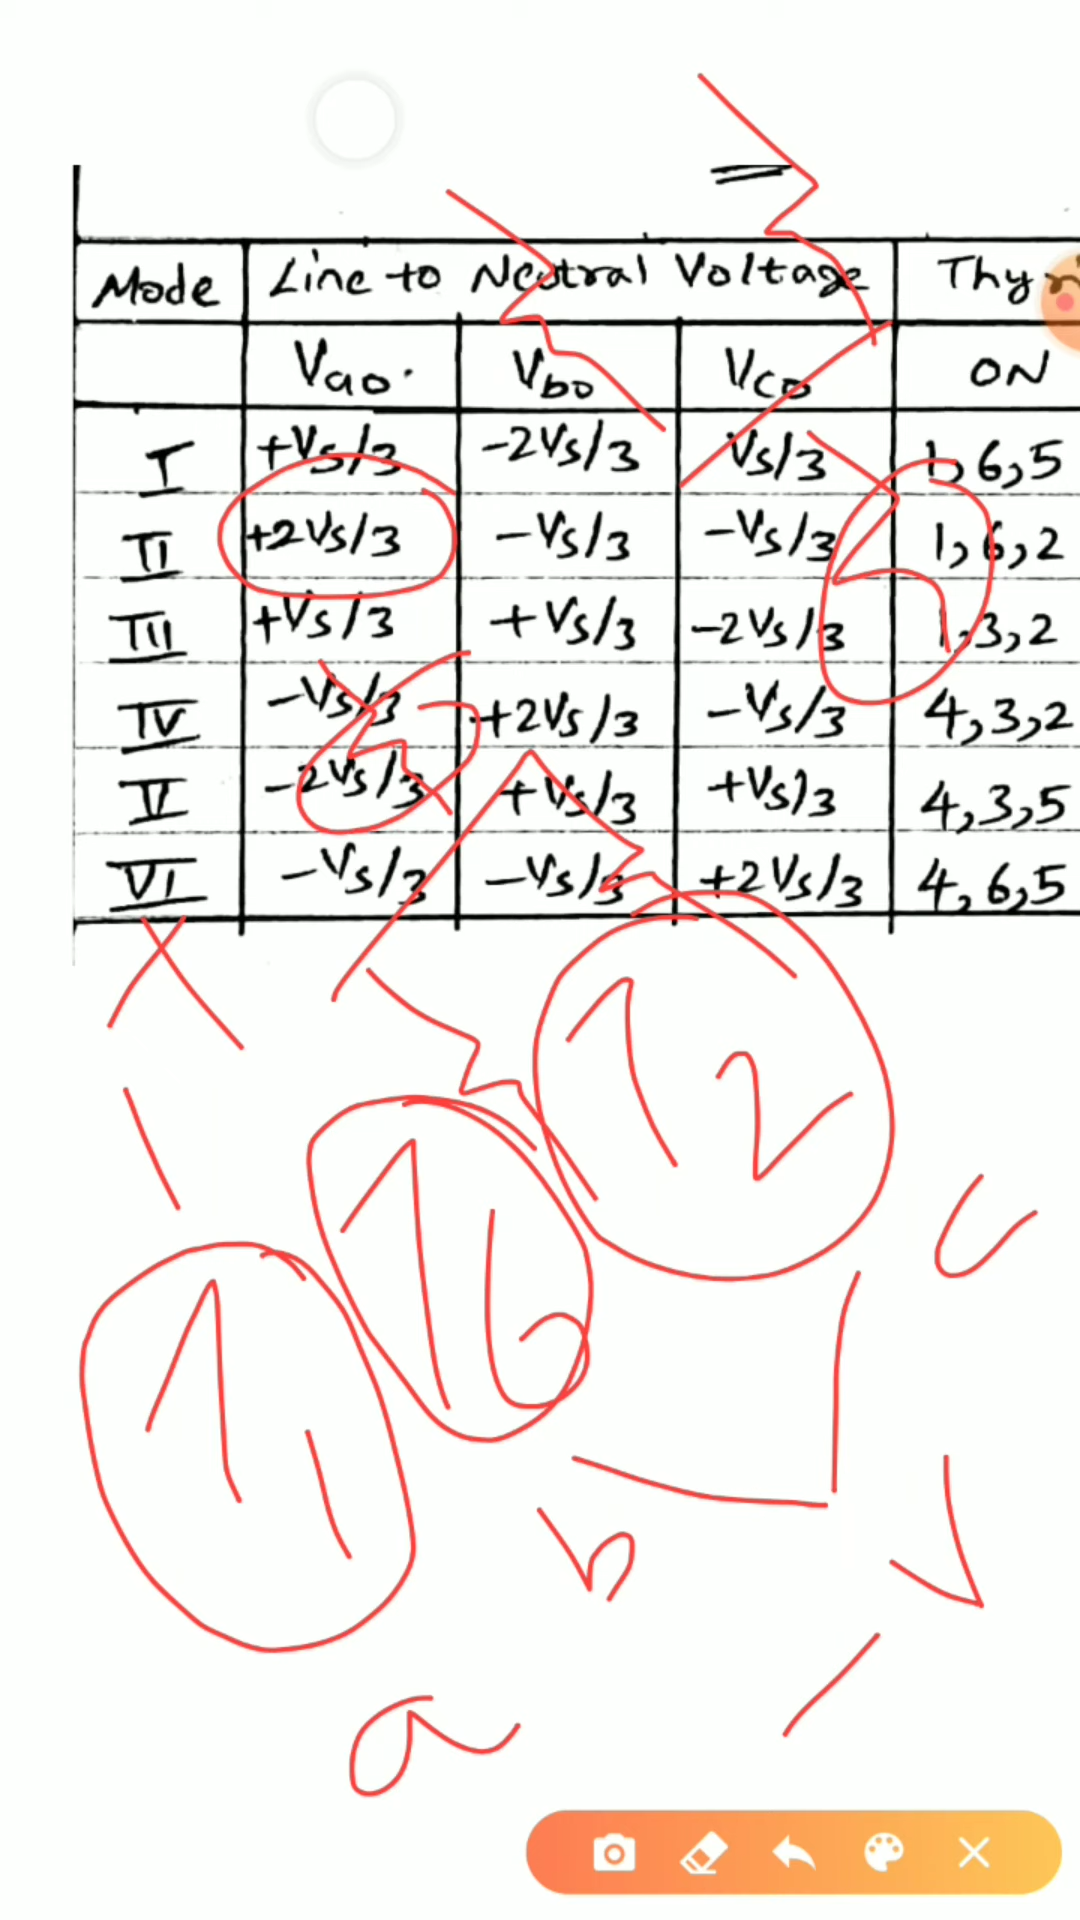 Mode Line to Neutral Voltage Thy
Vao. Vbo Vco ON
I +Vs/3 -2Vs/3 Vs/3 1,6,5
II +2Vs/3 -Vs/3 -Vs/3 1,6,2
III +Vs/3 +Vs/3 -2Vs/3 1,3,2
IV -Vs/3 +2Vs/3 -Vs/3 4,3,2
V -2Vs/3 +Vs/3 +Vs/3 4,3,5
VI -Vs/3 -Vs/3 +2Vs/3 4,6,5
12
16
11
a